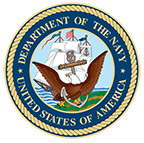 DEPARTMENT OF THE NAVY
UNITED STATES OF AMERICA